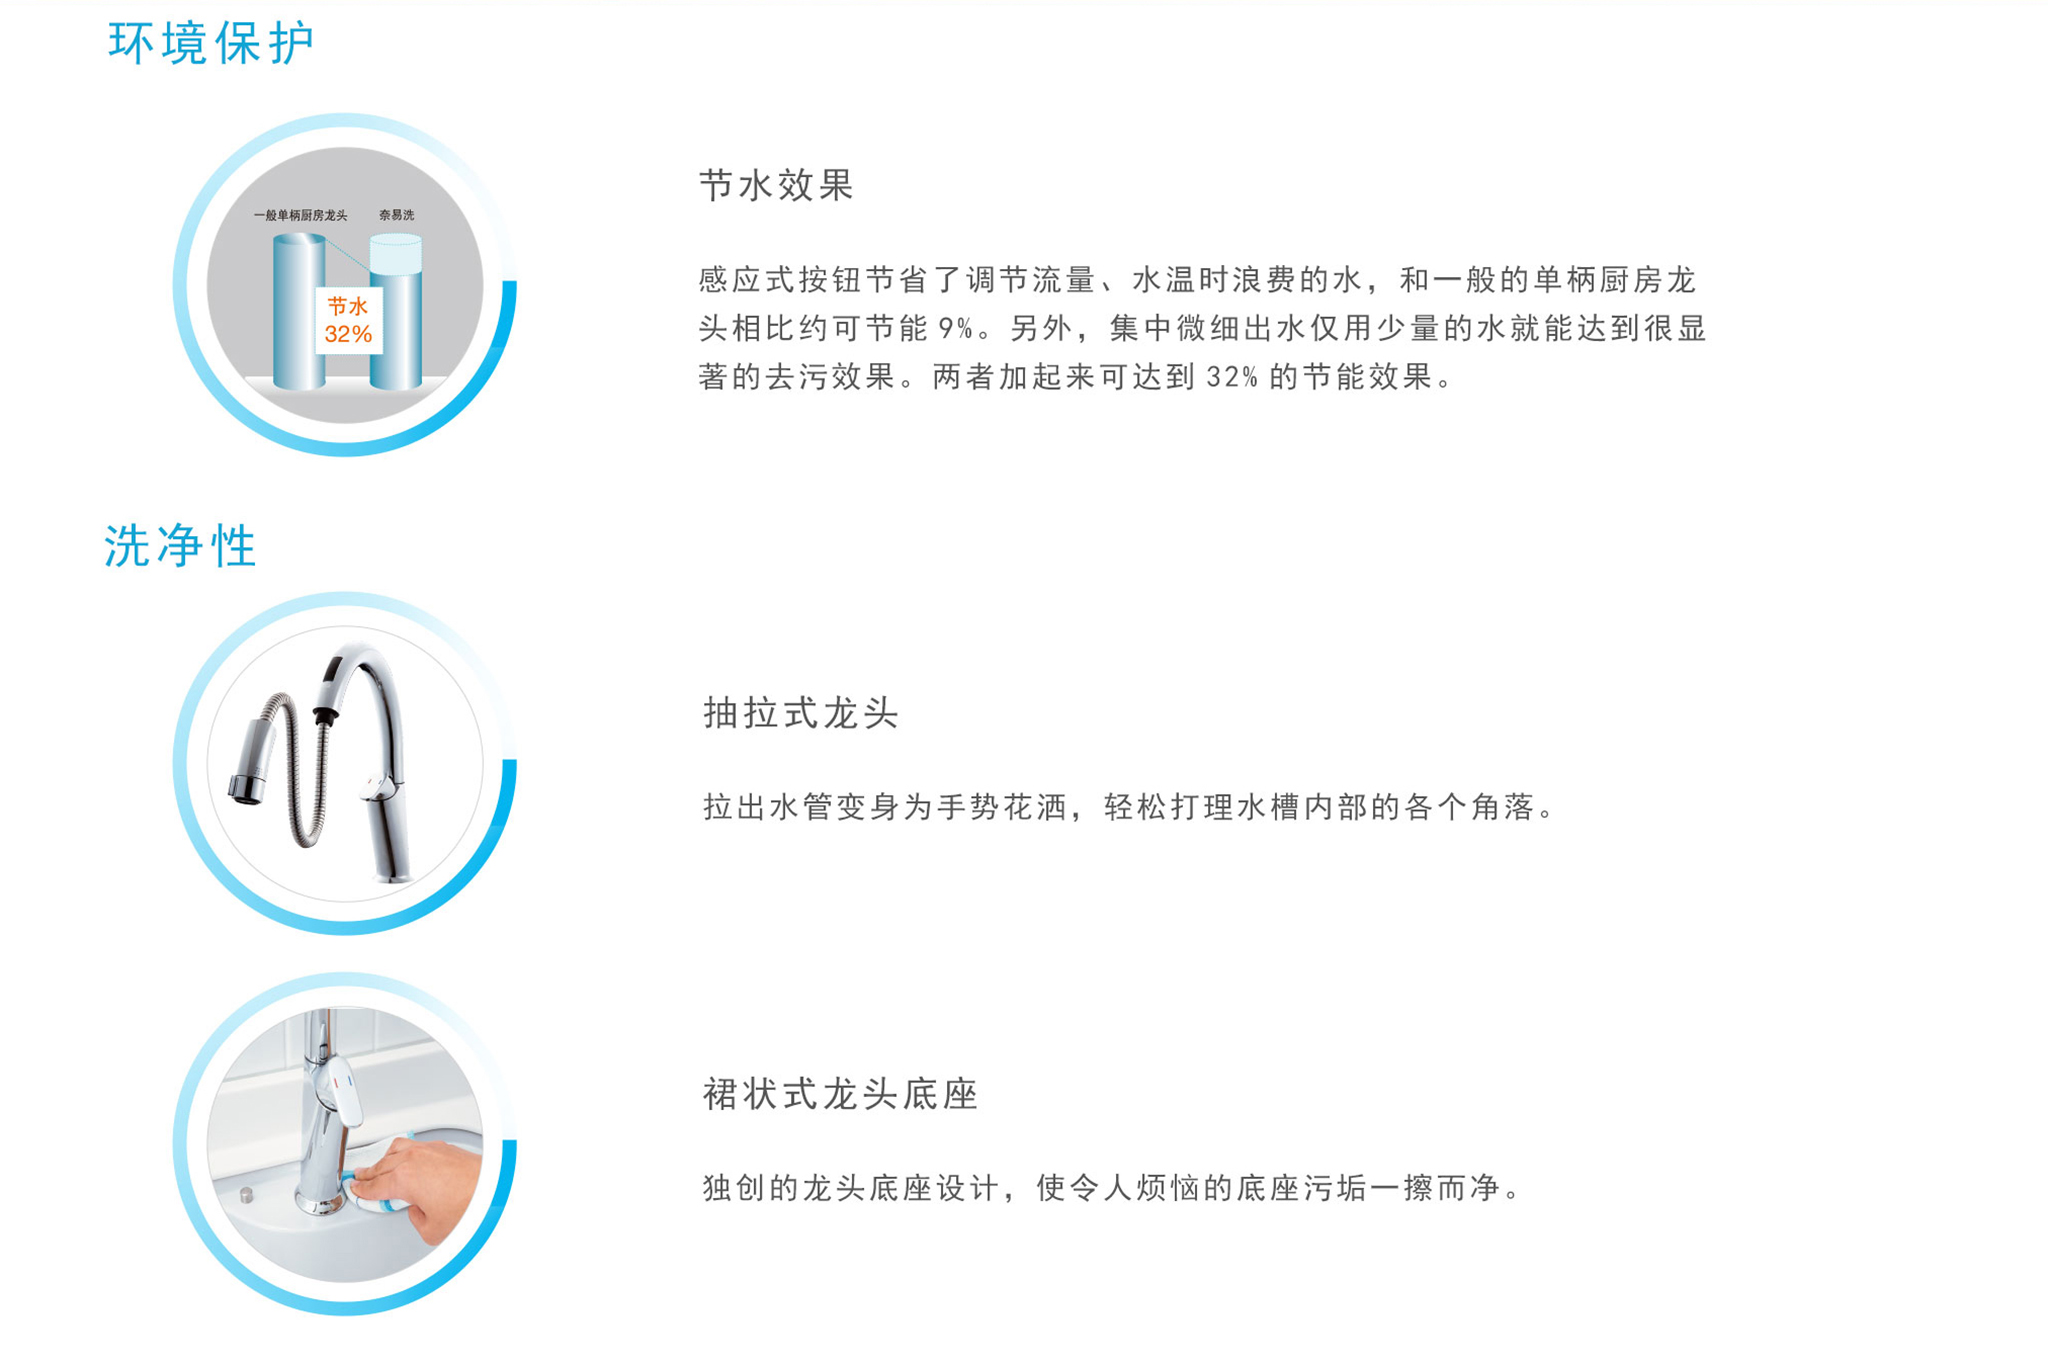 环境保护
一般单柄厨房龙头 奈易洗
节水
32%
节水效果
感应式按钮节省了调节流量、水温时浪费的水，和一般的单柄厨房龙
头相比约可节能 9%。另外，集中微细出水仅用少量的水就能达到很显
著的去污效果。两者加起来可达到 32% 的节能效果。
洗净性
抽拉式龙头
拉出水管变身为手势花洒，轻松打理水槽内部的各个角落。
裙状式龙头底座
独创的龙头底座设计，使令人烦恼的底座污垢一擦而净。